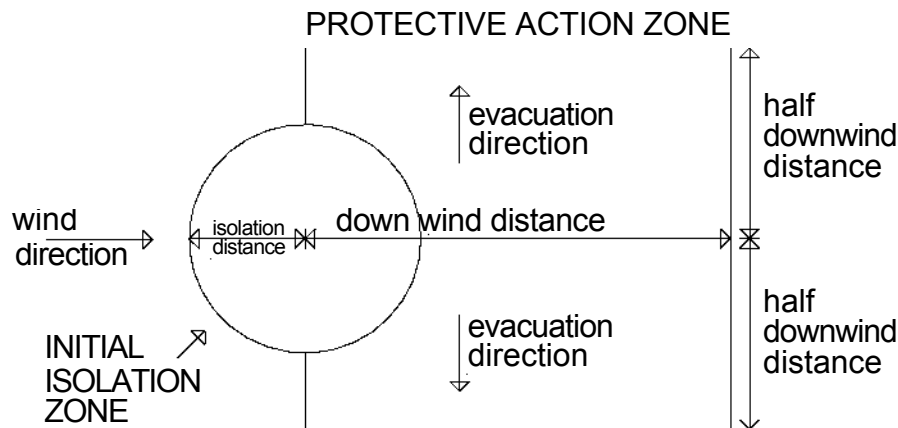 PROTECTIVE ACTION ZONE
evacuation
direction
half
downwind
distance
wind
direction
isolation
distance
down wind distance
evacuation
direction
half
downwind
distance
INITIAL
ISOLATION
ZONE